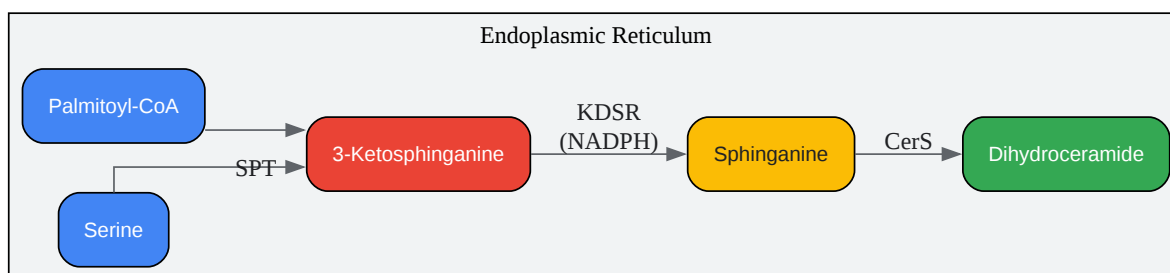 Endoplasmic Reticulum
Palmitoyl-CoA
Serine
SPT
3-Ketosphinganine
KDSR
(NADPH)
Sphinganine
CerS
Dihydroceramide